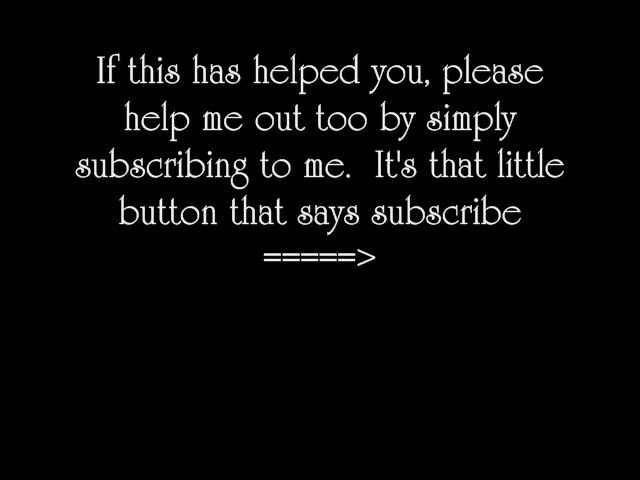 If this has helped you, please
help me out too by simply
subscribing to me.  It's that little
button that says subscribe
=====>